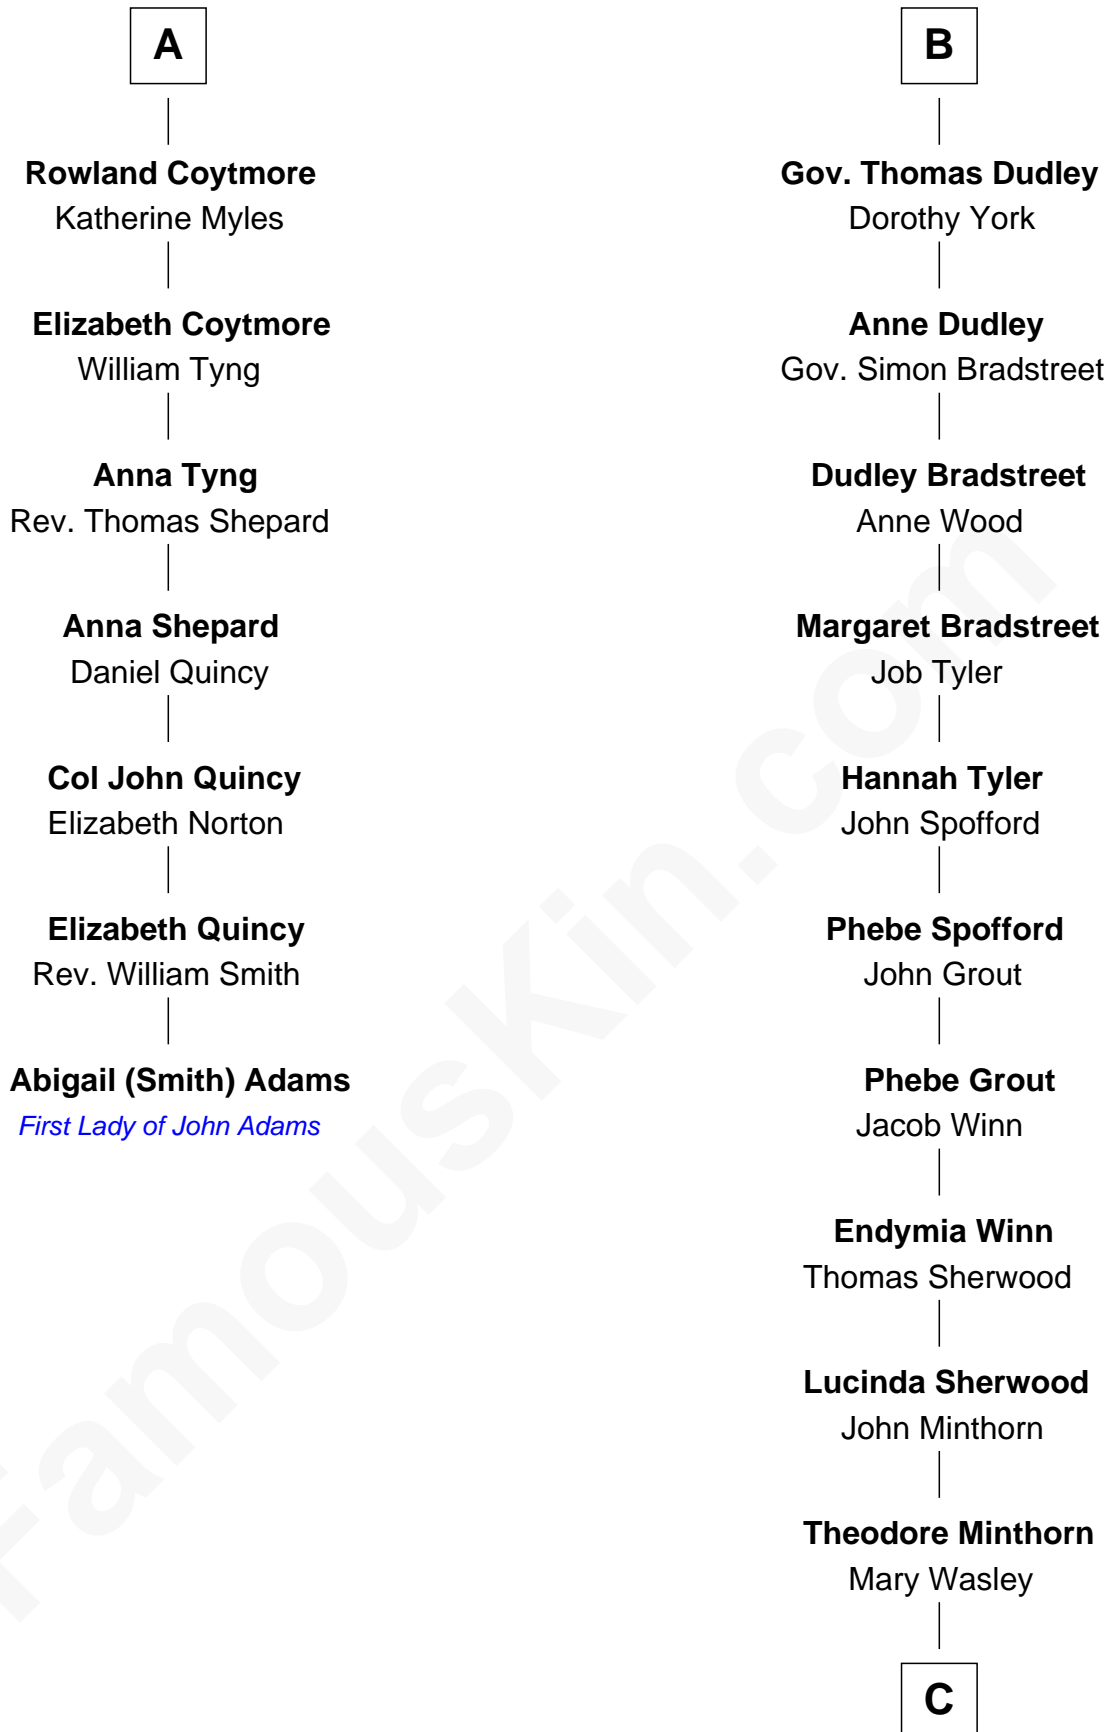 A
Rowland Coytmore
Katherine Myles
Elizabeth Coytmore
William Tyng
Anna Tyng
Rev. Thomas Shepard
Anna Shepard
Daniel Quincy
Col John Quincy
Elizabeth Norton
Elizabeth Quincy
Rev. William Smith
Abigail (Smith) Adams
First Lady of John Adams
B
Gov. Thomas Dudley
Dorothy York
Anne Dudley
Gov. Simon Bradstreet
Dudley Bradstreet
Anne Wood
Margaret Bradstreet
Job Tyler
Hannah Tyler
John Spofford
Phebe Spofford
John Grout
Phebe Grout
Jacob Winn
Endymia Winn
Thomas Sherwood
Lucinda Sherwood
John Minthorn
Theodore Minthorn
Mary Wasley
C
FamousKin.com